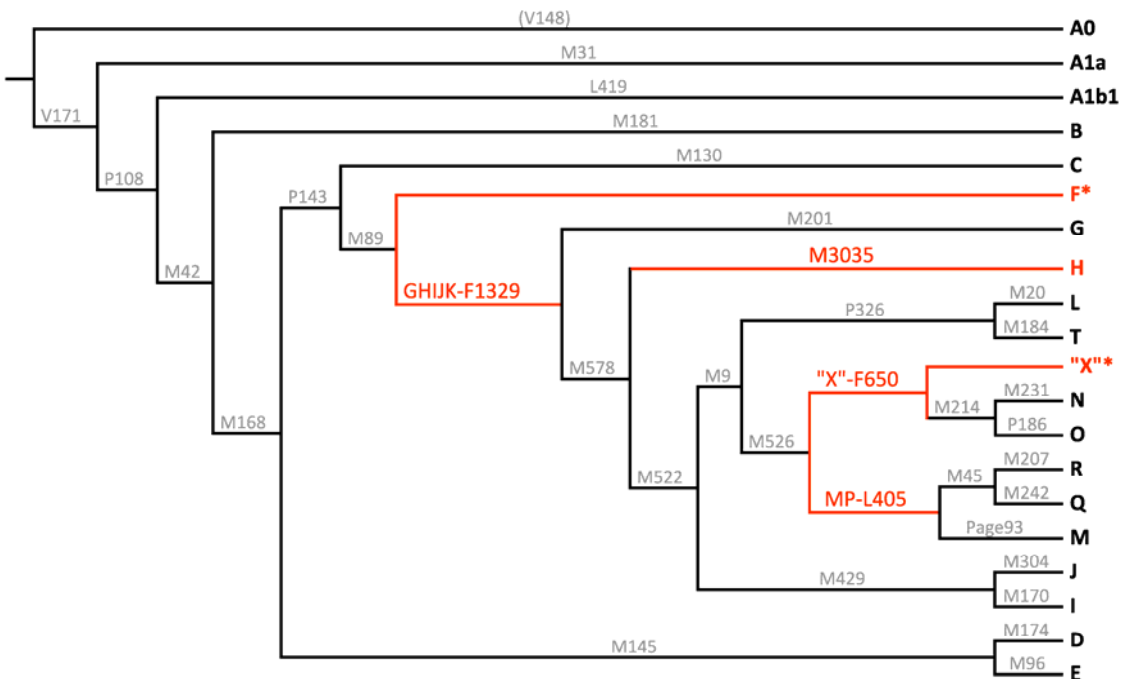 (V148)
A0
M31
A1a
L419
A1b1
V171
M181
B
M130
C
P108
P143
F*
M201
G
M89
M3035
H
M42
GHIJK-F1329
M20
L
P326
M184
T
M578
M9
"X"*
"X"-F650
M231
N
M214
M168
P186
O
M526
M207
R
M522
M45
M242
Q
MP-L405
Page93
M
M304
J
M429
M170
I
M174
D
M145
M96
E